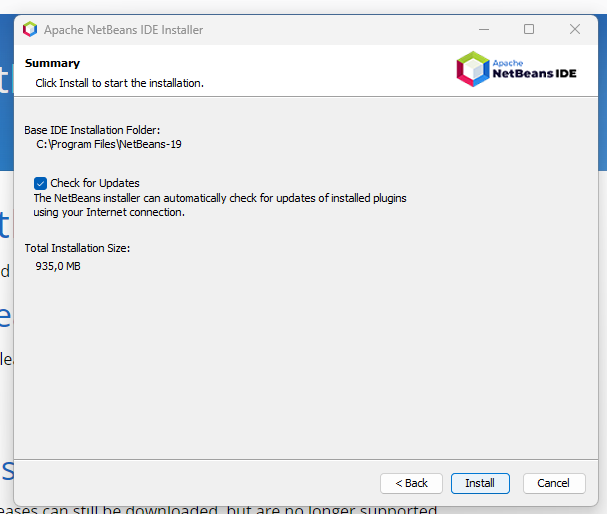 Apache NetBeans IDE Installer
Summary
Click Install to start the installation.
Apache
NetBeans IDE
Base IDE Installation Folder:
C:\Program Files\NetBeans-19
Check for Updates
The NetBeans installer can automatically check for updates of installed plugins
using your Internet connection.
Total Installation Size:
935,0 MB
< Back
Install
Cancel
eases can still be downloaded, but are no longer supported